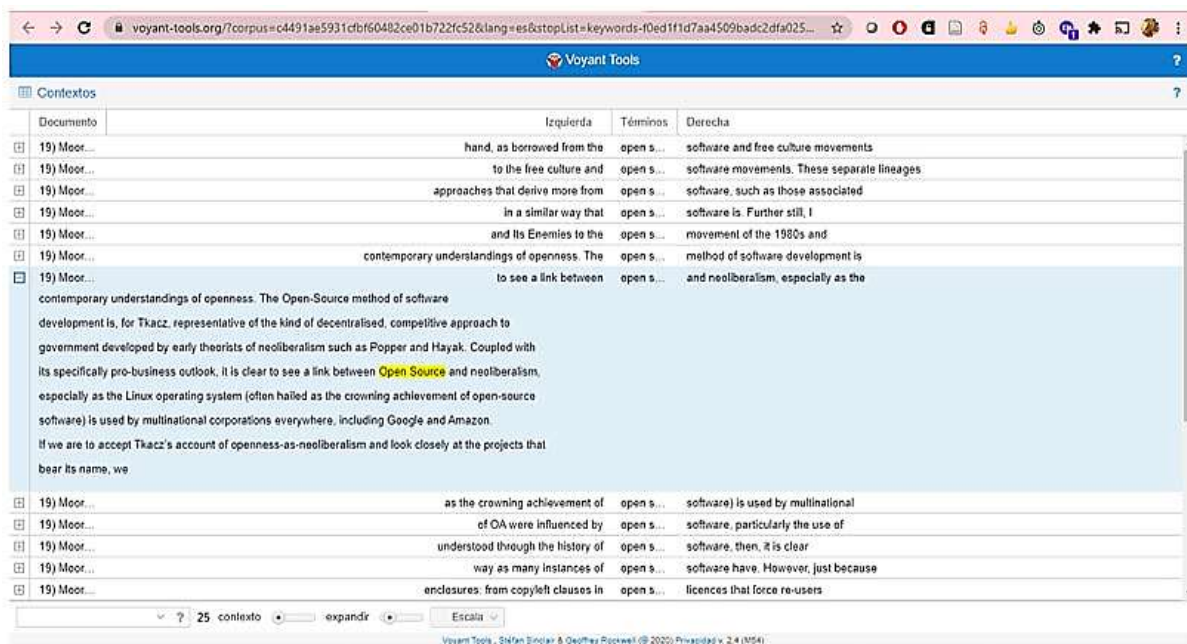 voyant-tools.org/?corpus=c4491ae5931cfbf60482ce01b722fc52&lang=es&stopList=keywords-f0ed1f1d7aa4509badc2dfa025...
Voyant Tools ?
Contextos ?
Documento Izquierda Términos Derecha
19) Moor... hand, as borrowed from the open s... software and free culture movements
19) Moor... to the free culture and open s... software movements. These separate lineages
19) Moor... approaches that derive more from open s... software, such as those associated
19) Moor... in a similar way that open s... software is. Further still, I
19) Moor... and Its Enemies to the open s... movement of the 1980s and
19) Moor... contemporary understandings of openness. The open s... method of software development is
19) Moor... to see a link between open s... and neoliberalism, especially as the
contemporary understandings of openness. The Open-Source method of software
development is, for Tkacz, representative of the kind of decentralised, competitive approach to
government developed by early theorists of neoliberalism such as Popper and Hayak. Coupled with
its specifically pro-business outlook, it is clear to see a link between Open Source and neoliberalism,
especially as the Linux operating system (often hailed as the crowning achievement of open-source
software) is used by multinational corporations everywhere, including Google and Amazon.
If we are to accept Tkacz's account of openness-as-neoliberalism and look closely at the projects that
bear its name, we
19) Moor... as the crowning achievement of open s... software) is used by multinational
19) Moor... of OA were influenced by open s... software, particularly the use of
19) Moor... understood through the history of open s... software, then, it is clear
19) Moor... way as many instances of open s... software have. However, just because
19) Moor... enclosures: from copyleft clauses in open s... licences that force re-users
? 25 contexto expandir Escala
Voyant Tools , Stéfan Sinclair & Geoffrey Rockwell (© 2020) Privacidad v. 2.4 (M54)